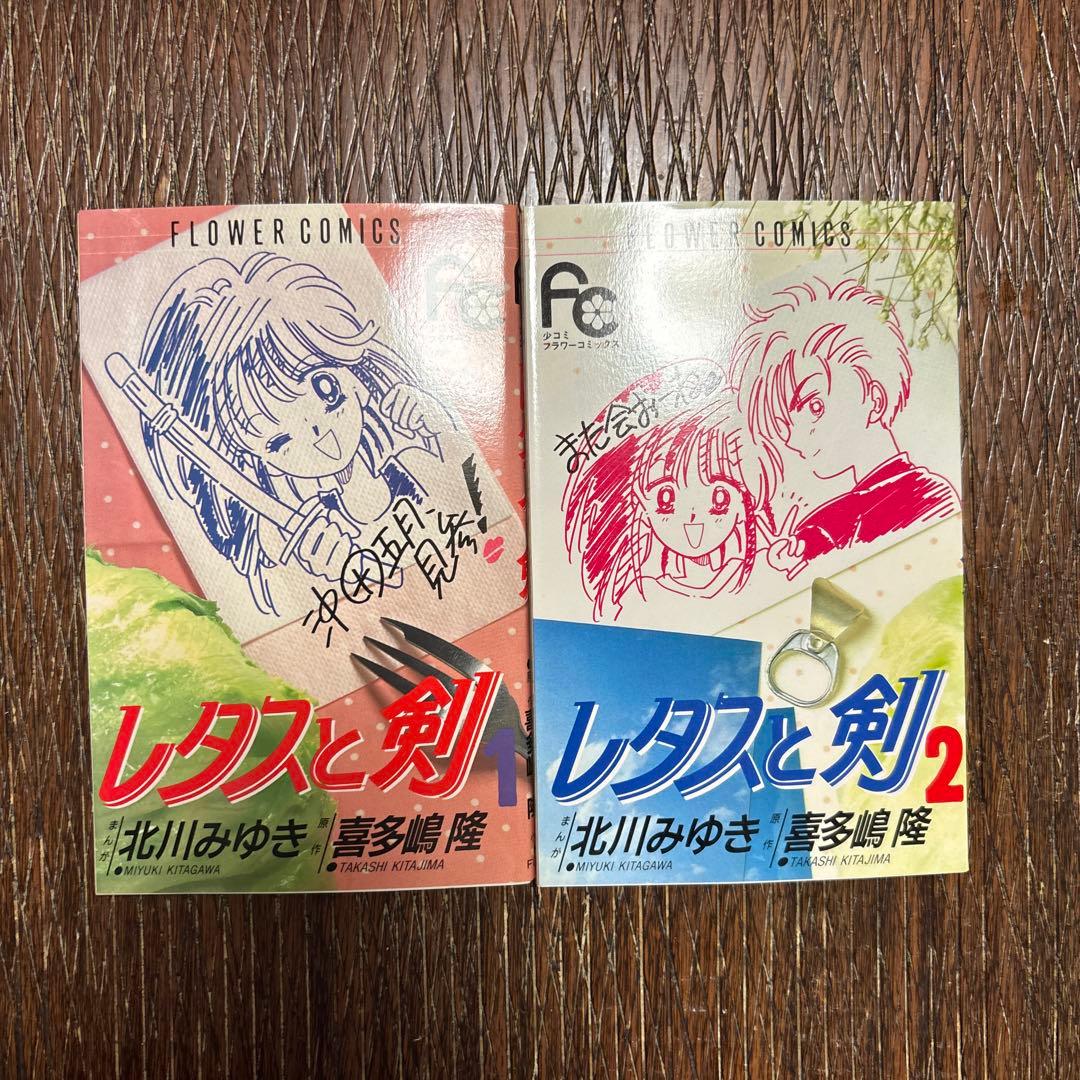 FLOWER COMICS
沖田五月、
見参!
レタスと剣 1
まんが
北川みゆき
MIYUKI KITAGAWA
原作
喜多嶋 隆
TAKASHI KITAJIMA
FLOWER COMICS
FC
少コミ
フラワーコミックス
また会おーね
レタスと剣 2
まんが
北川みゆき
MIYUKI KITAGAWA
原作
喜多嶋 隆
TAKASHI KITAJIMA